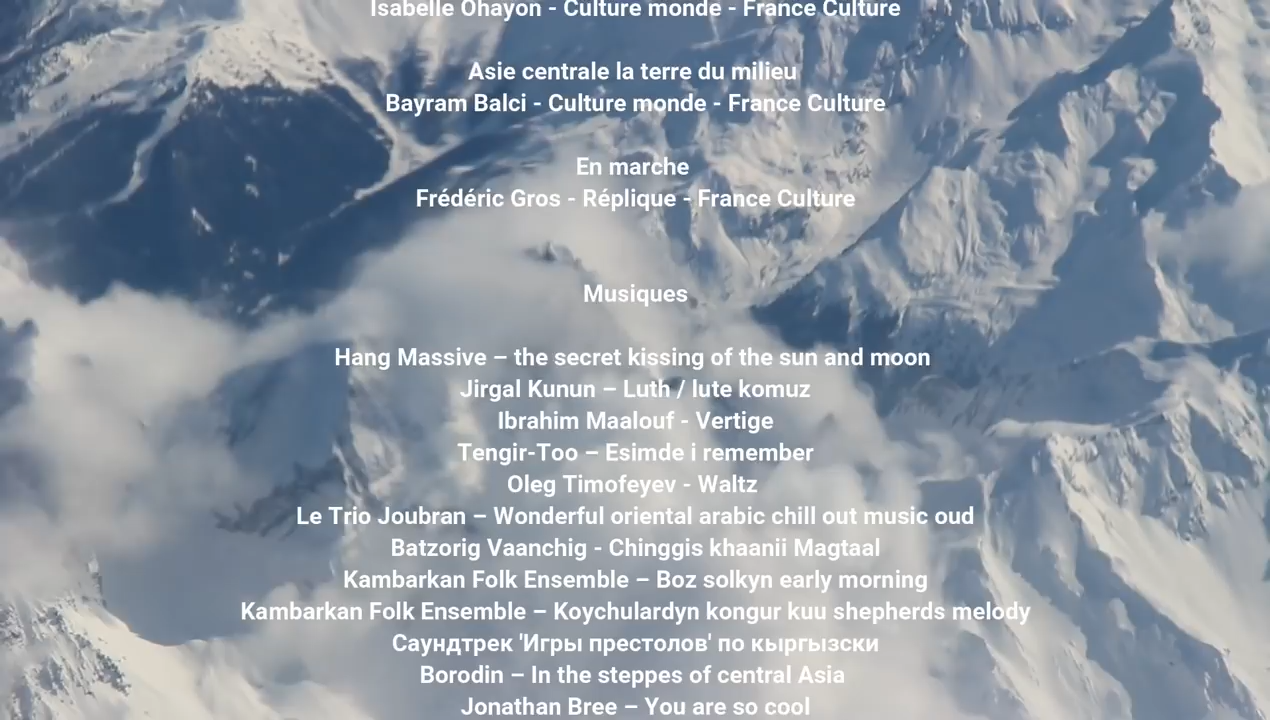 Isabelle Ohayon - Culture monde - France Culture
Asie centrale la terre du milieu
Bayram Balci - Culture monde - France Culture
En marche
Frédéric Gros - Réplique - France Culture
Musiques
Hang Massive – the secret kissing of the sun and moon
Jirgal Kunun – Luth / lute komuz
Ibrahim Maalouf - Vertige
Tengir-Too – Esimde i remember
Oleg Timofeyev - Waltz
Le Trio Joubran – Wonderful oriental arabic chill out music oud
Batzorig Vaanchig - Chinggis khaanii Magtaal
Kambarkan Folk Ensemble – Boz solkyn early morning
Kambarkan Folk Ensemble – Koychulardyn kongur kuu shepherds melody
Саундтрек 'Игры престолов' по кыргызски
Borodin – In the steppes of central Asia
Jonathan Bree – You are so cool